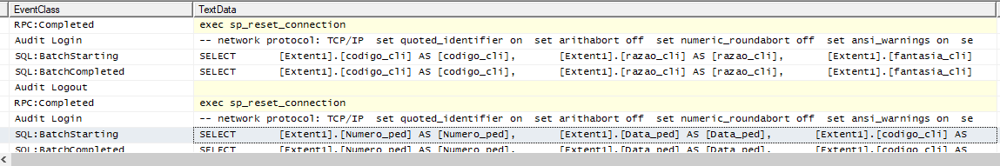 EventClass TextData
RPC:Completed exec sp_reset_connection
Audit Login -- network protocol: TCP/IP set quoted_identifier on set arithabort off set numeric_roundabort off set ansi_warnings on se
SQL:BatchStarting SELECT [Extent1].[codigo_cli] AS [codigo_cli], [Extent1].[razao_cli] AS [razao_cli], [Extent1].[fantasia_cli]
SQL:BatchCompleted SELECT [Extent1].[codigo_cli] AS [codigo_cli], [Extent1].[razao_cli] AS [razao_cli], [Extent1].[fantasia_cli]
Audit Logout
RPC:Completed exec sp_reset_connection
Audit Login -- network protocol: TCP/IP set quoted_identifier on set arithabort off set numeric_roundabort off set ansi_warnings on se
SQL:BatchStarting SELECT [Extent1].[Numero_ped] AS [Numero_ped], [Extent1].[Data_ped] AS [Data_ped], [Extent1].[codigo_cli] AS
SQL:BatchCompleted SELECT [Extent1].[Numero_ped] AS [Numero_ped], [Extent1].[Data_ped] AS [Data_ped], [Extent1].[codigo_cli] AS